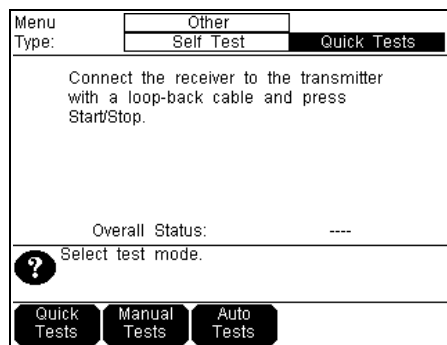 Menu Other
Type: Self Test Quick Tests
Connect the receiver to the transmitter
with a loop-back cable and press
Start/Stop.
Overall Status: ----
? Select test mode.
Quick Tests
Manual Tests
Auto Tests